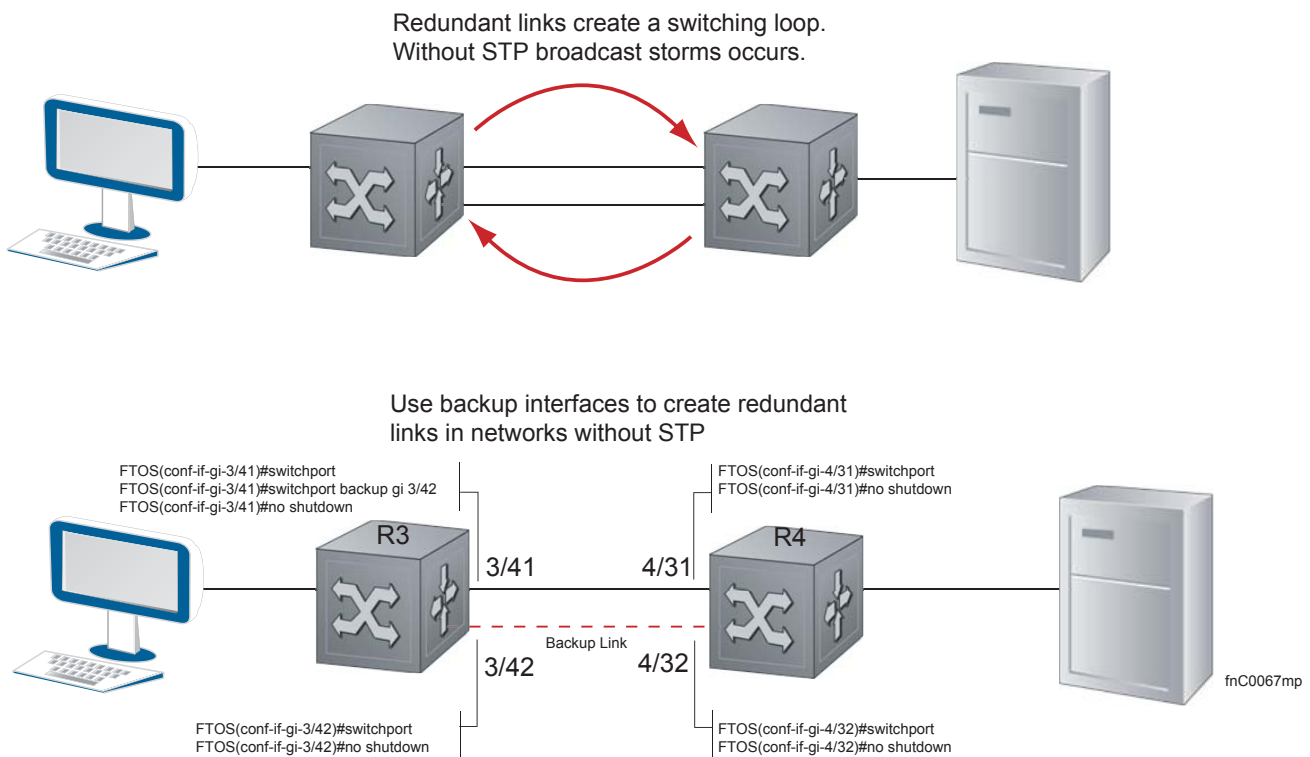 Redundant links create a switching loop.
Without STP broadcast storms occurs.
Use backup interfaces to create redundant
links in networks without STP
FTOS(conf-if-gi-3/41)#switchport
FTOS(conf-if-gi-3/41)#switchport backup gi 3/42
FTOS(conf-if-gi-3/41)#no shutdown
FTOS(conf-if-gi-4/31)#switchport
FTOS(conf-if-gi-4/31)#no shutdown
R3
R4
3/41
4/31
Backup Link
3/42
4/32
fnC0067mp
FTOS(conf-if-gi-3/42)#switchport
FTOS(conf-if-gi-3/42)#no shutdown
FTOS(conf-if-gi-4/32)#switchport
FTOS(conf-if-gi-4/32)#no shutdown